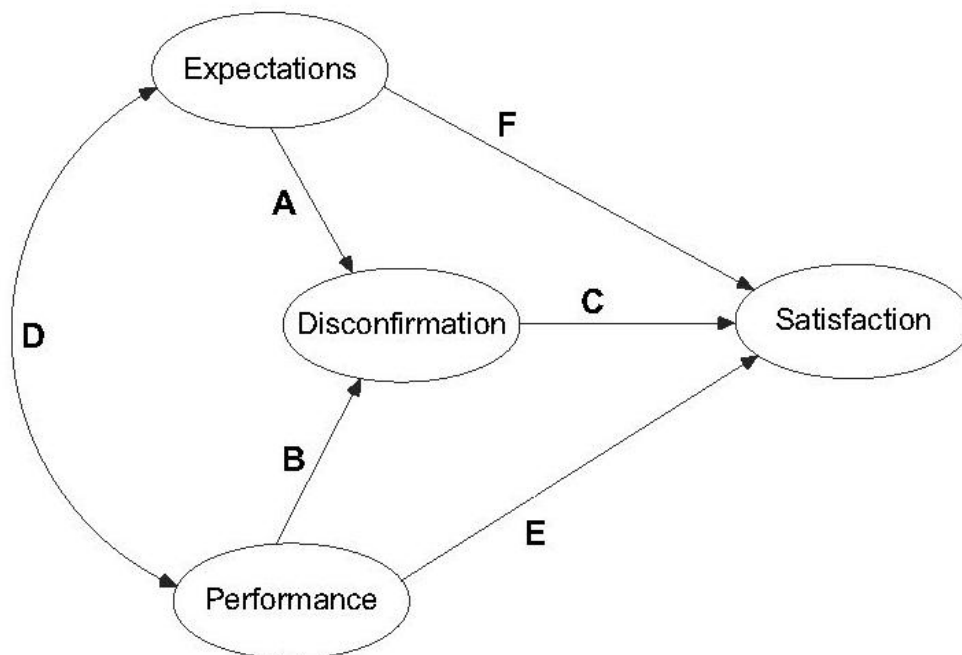 Expectations
F
A
Disconfirmation
C
Satisfaction
D
B
E
Performance